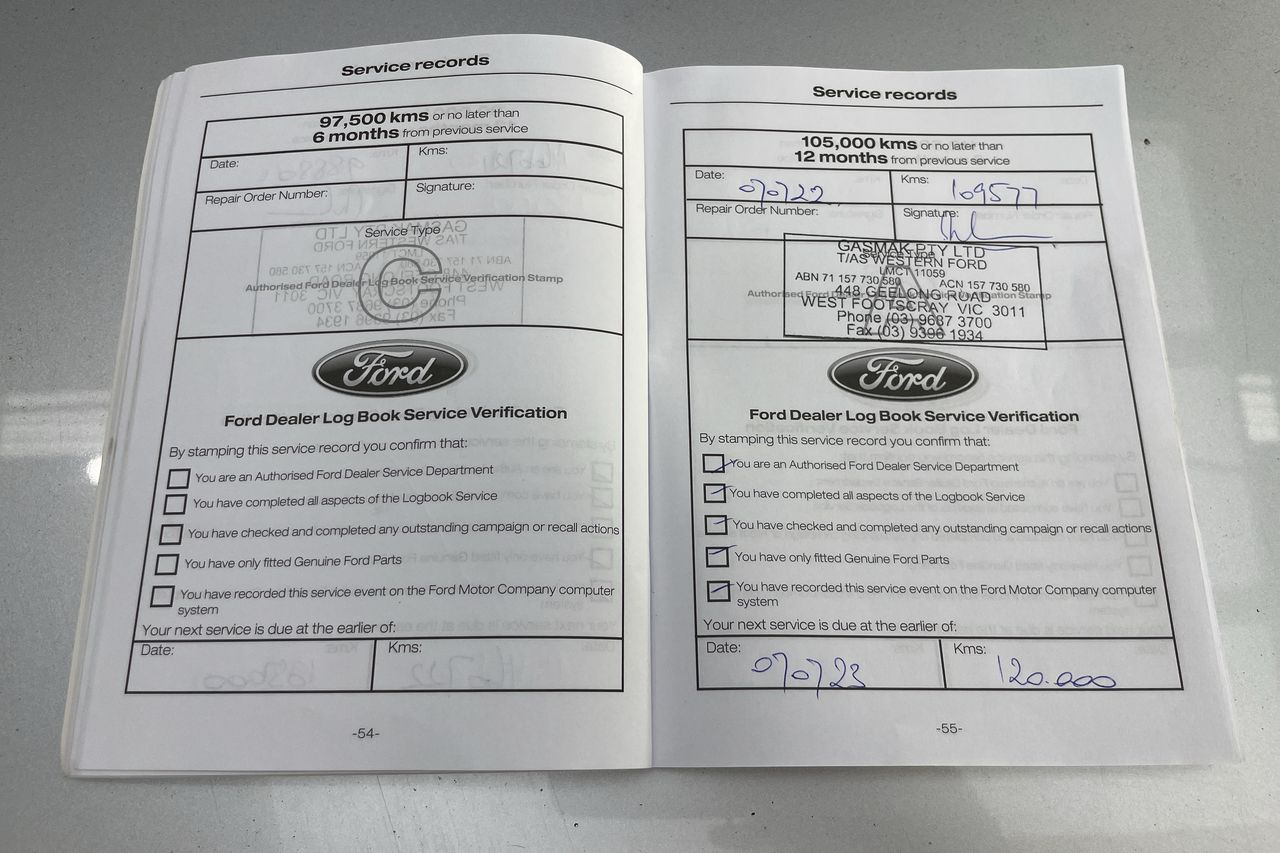 Service records
97,500 kms or no later than
6 months from previous service
Date:
Kms:
Repair Order Number:
Signature:
Service Type
C
Authorised Ford Dealer Log Book Service Verification Stamp
Ford
Ford Dealer Log Book Service Verification
By stamping this service record you confirm that:
You are an Authorised Ford Dealer Service Department
You have completed all aspects of the Logbook Service
You have checked and completed any outstanding campaign or recall actions
You have only fitted Genuine Ford Parts
You have recorded this service event on the Ford Motor Company computer
system
Your next service is due at the earlier of:
Date:
Kms:
-54-
Service records
105,000 kms or no later than
12 months from previous service
Date: 070722
Kms: 109577
Repair Order Number:
Signature:
Service Type
A
GASMAK PTY LTD
T/AS WESTERN FORD
LMCT 11059
ABN 71 157 730 580 ACN 157 730 580
Authorised Ford Dealer Log Book Service Verification Stamp
448 GEELONG ROAD
WEST FOOTSCRAY VIC 3011
Phone (03) 9687 3700
Fax (03) 9396 1934
Ford
Ford Dealer Log Book Service Verification
By stamping this service record you confirm that:
You are an Authorised Ford Dealer Service Department
You have completed all aspects of the Logbook Service
You have checked and completed any outstanding campaign or recall actions
You have only fitted Genuine Ford Parts
You have recorded this service event on the Ford Motor Company computer
system
Your next service is due at the earlier of:
Date: 070723
Kms: 120.000
-55-